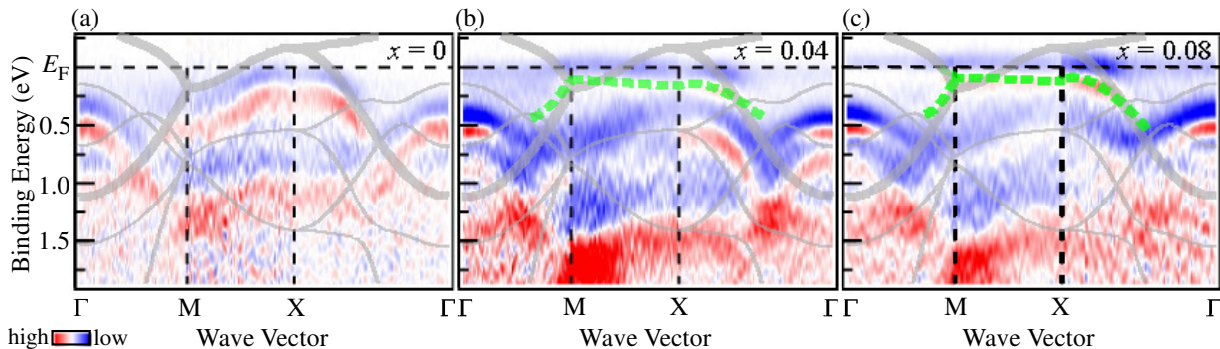 (a) (b) (c)
x = 0 x = 0.04 x = 0.08
E_F
0.5
1.0
1.5
Binding Energy (eV)
Γ M X Γ M X Γ M X Γ
high low Wave Vector Wave Vector Wave Vector